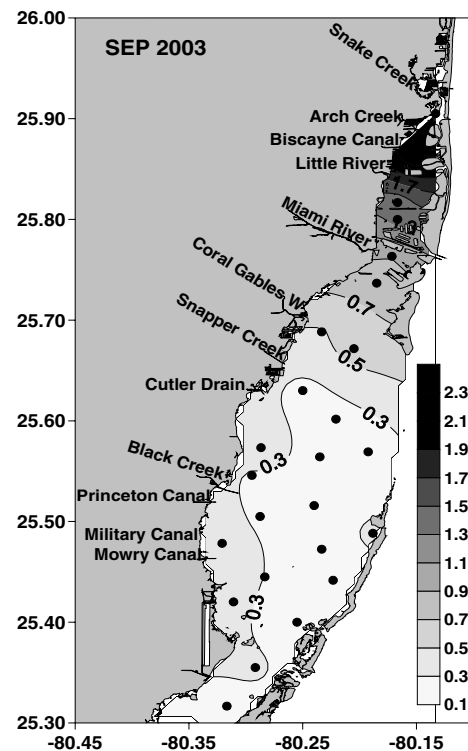 26.00
SEP 2003
Snake Creek
25.90
Arch Creek
Biscayne Canal
Little River
1.7
25.80
Miami River
Coral Gables W.
0.7
Snapper Creek
25.70
0.5
Cutler Drain
2.3
25.60
0.3
2.1
1.9
Black Creek
0.3
1.7
Princeton Canal
1.5
25.50
Military Canal
1.3
Mowry Canal
1.1
0.9
25.40
0.3
0.7
0.5
0.3
0.1
25.30
-80.45
-80.35
-80.25
-80.15